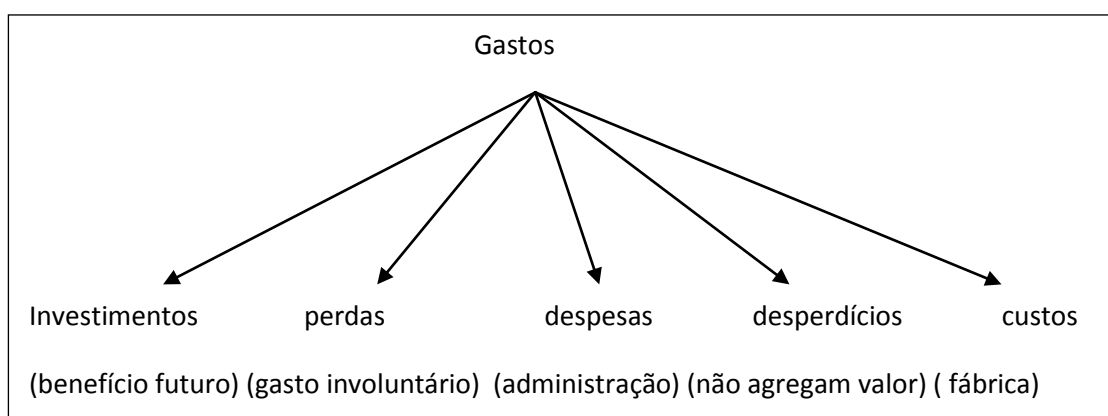 Gastos
Investimentos perdas despesas desperdícios custos
(benefício futuro) (gasto involuntário) (administração) (não agregam valor) ( fábrica)